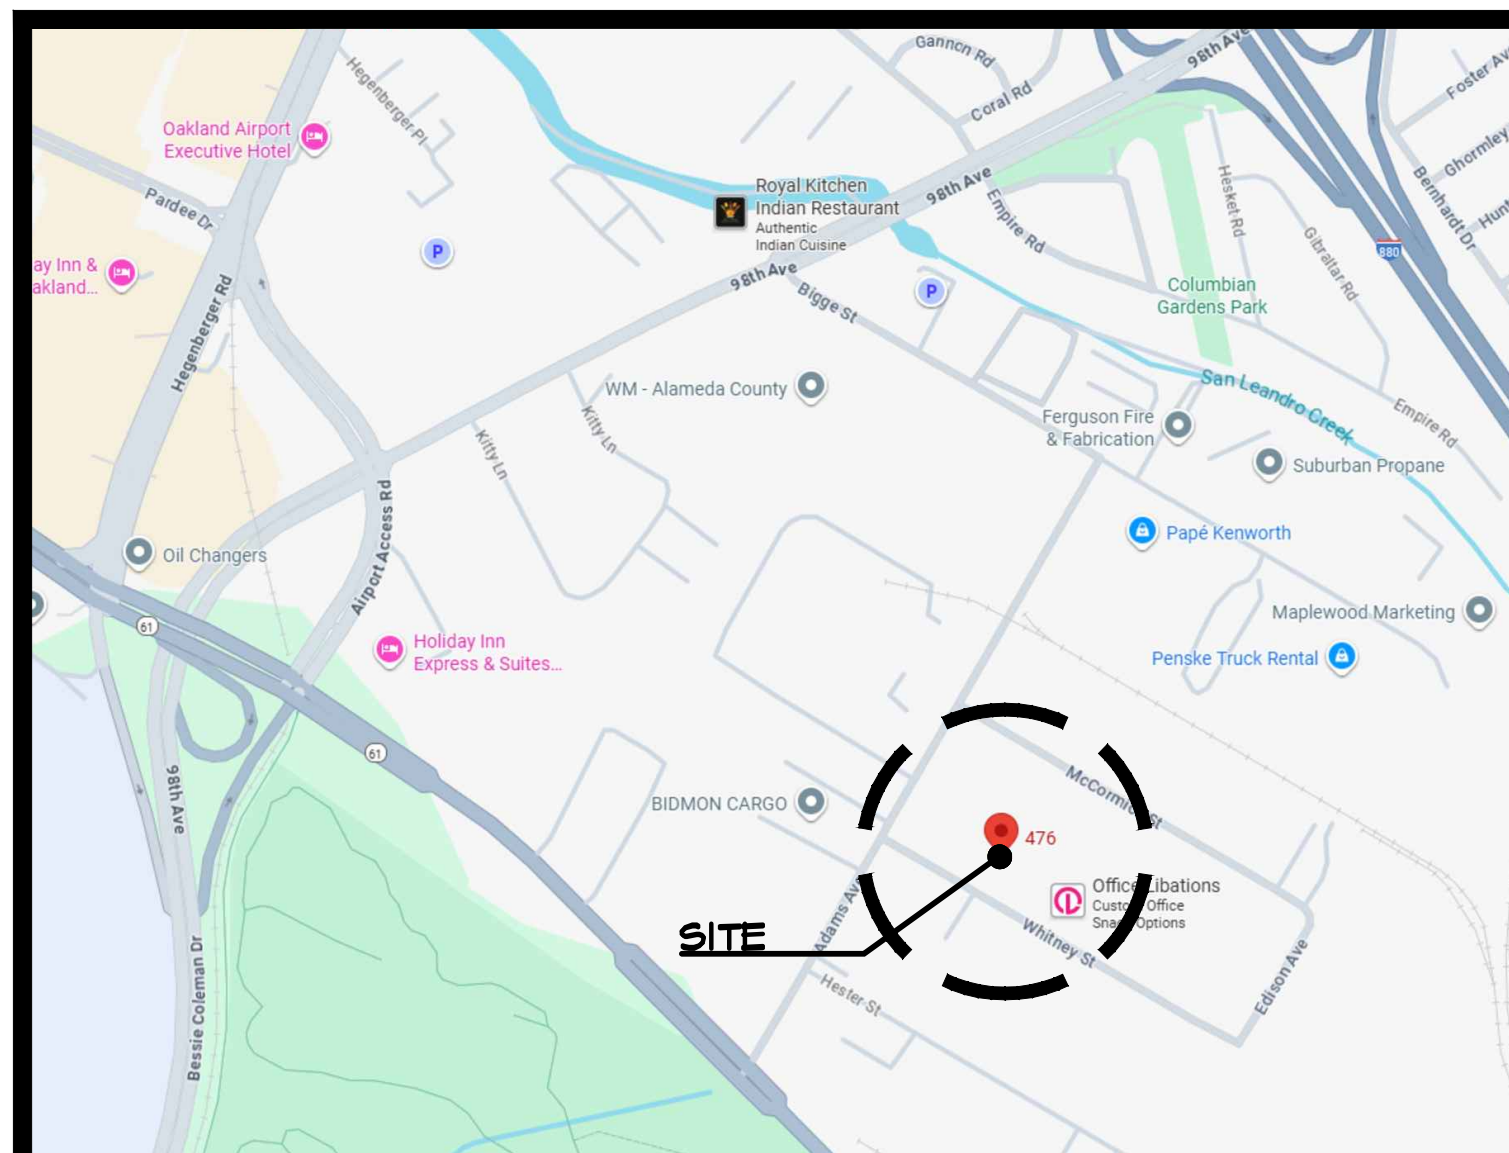 Gannon Rd
98th Ave
Foster Av
Hegenberger Pl
Coral Rd
Oakland Airport
Executive Hotel
Ghormley
Pardee Dr
Royal Kitchen
Indian Restaurant
Authentic
Indian Cuisine
98th Ave
Empire Rd
Hesket Rd
Bernhardt Dr
Hunt
P
ay Inn &
akland...
98th Ave
P
Bigge St
Columbian
Gardens Park
Gibraltar Rd
880
Hegenberger Rd
WM - Alameda County
San Leandro Creek
Ferguson Fire
& Fabrication
Empire Rd
Kitty Ln
Kitty Ln
Suburban Propane
Airport Access Rd
Papé Kenworth
Oil Changers
61
Holiday Inn
Express & Suites...
Maplewood Marketing
Penske Truck Rental
61
98th Ave
BIDMON CARGO
McCormick St
476
Office Libations
Custom Office
Snack Options
SITE
Adams Ave
Whitney St
Edison Ave
Hester St
Bessie Coleman Dr